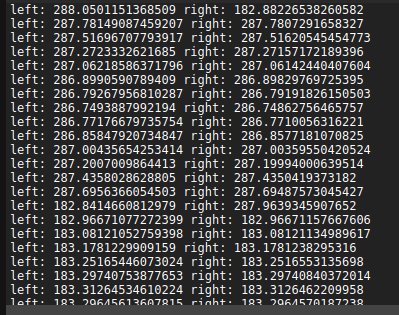 left: 288.0501151368509 right: 182.88226538260582
left: 287.78149087459207 right: 287.7807291658327
left: 287.51696707793917 right: 287.51620545454773
left: 287.2723332621685 right: 287.27157172189396
left: 287.06218586371796 right: 287.06142440407604
left: 286.8990590789409 right: 286.89829769725395
left: 286.79267956810287 right: 286.79191826150503
left: 286.7493887992194 right: 286.74862756465757
left: 286.77176679735754 right: 286.7710056316221
left: 286.85847920734847 right: 286.8577181070825
left: 287.00435654253414 right: 287.00359550420524
left: 287.2007009864413 right: 287.19994000639514
left: 287.4358028628805 right: 287.4350419373182
left: 287.6956366054503 right: 287.69487573045427
left: 182.8414660812979 right: 287.9639345907652
left: 182.96671077272399 right: 182.96671157667606
left: 183.08121052759398 right: 183.08121134989617
left: 183.1781229909159 right: 183.1781238295316
left: 183.25165446073024 right: 183.2516553135698
left: 183.29740753877653 right: 183.29740840372014
left: 183.31264534610224 right: 183.3126462209958
left: 183.29645613607815 right: 183.2964570187238